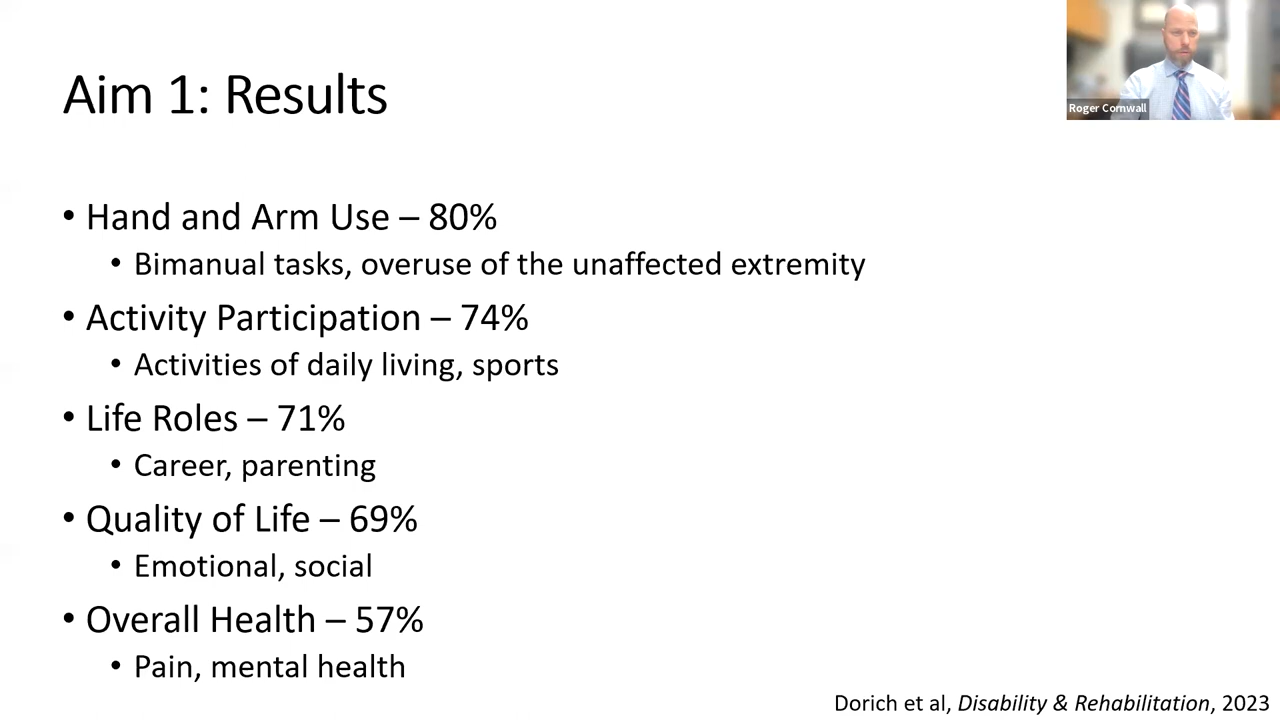 Roger Cornwall
Aim 1: Results
• Hand and Arm Use – 80%
• Bimanual tasks, overuse of the unaffected extremity
• Activity Participation – 74%
• Activities of daily living, sports
• Life Roles – 71%
• Career, parenting
• Quality of Life – 69%
• Emotional, social
• Overall Health – 57%
• Pain, mental health
Dorich et al, Disability & Rehabilitation, 2023